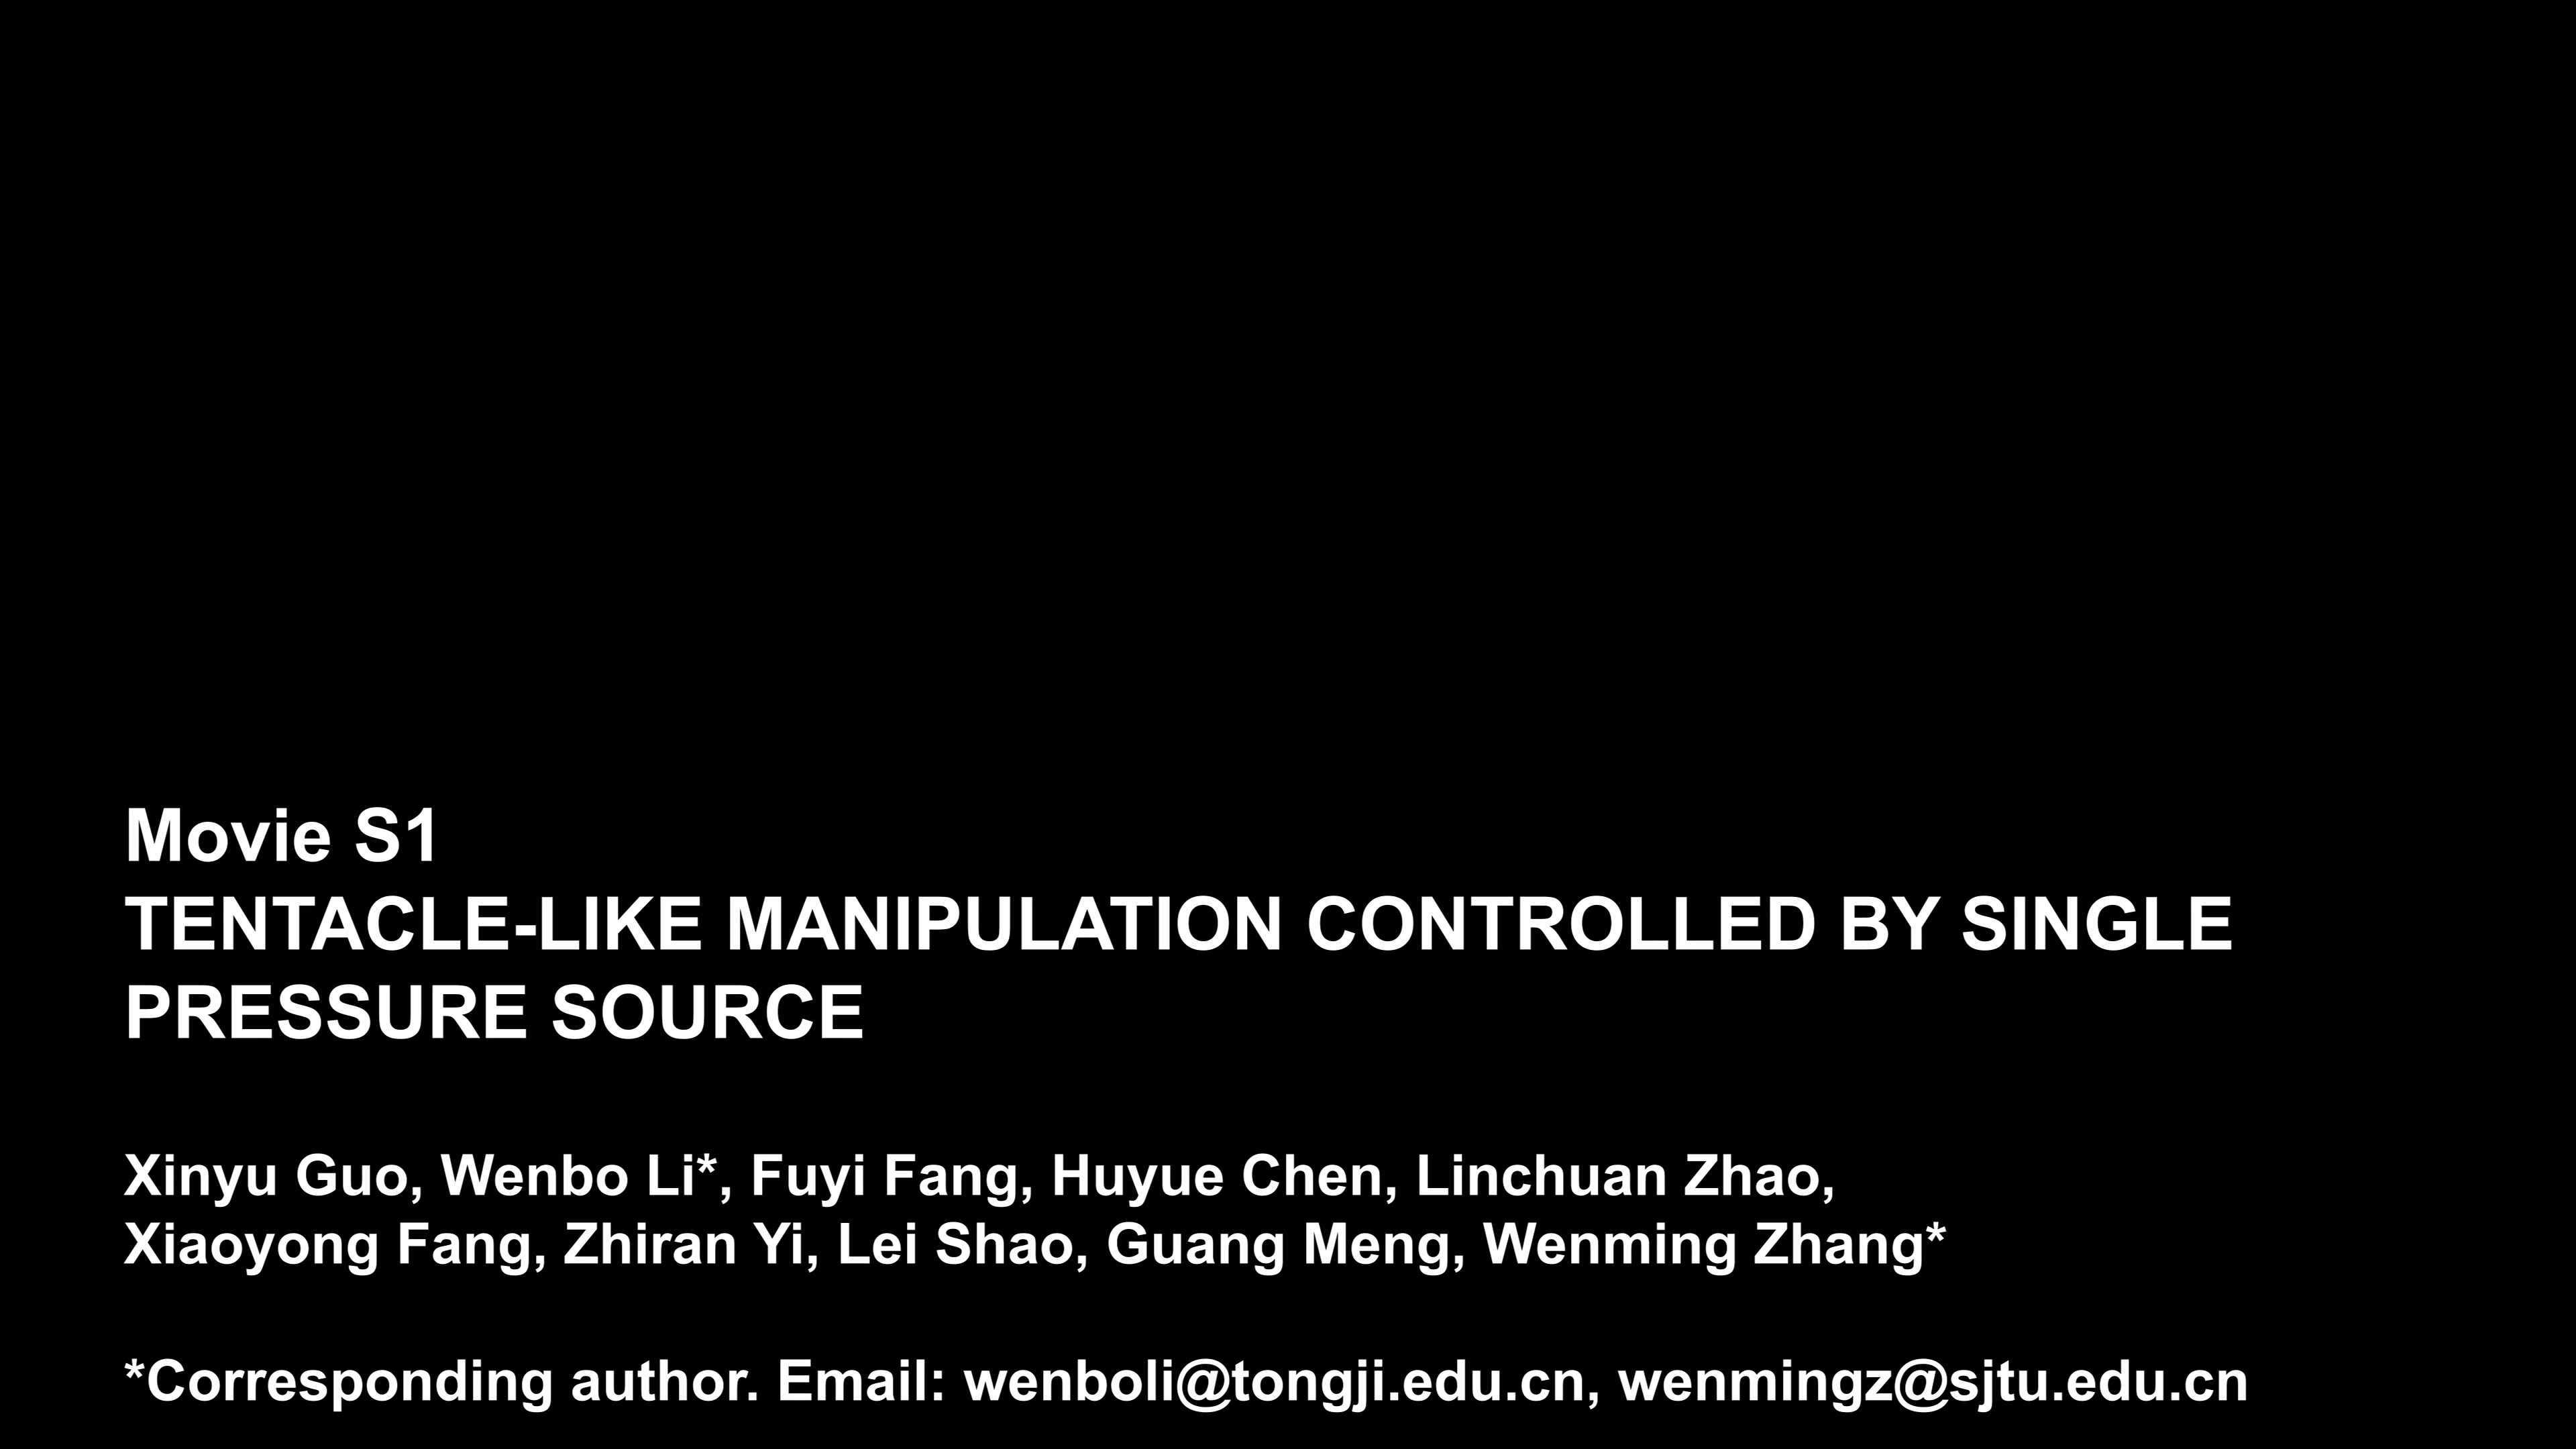 Movie S1
TENTACLE-LIKE MANIPULATION CONTROLLED BY SINGLE
PRESSURE SOURCE
Xinyu Guo, Wenbo Li*, Fuyi Fang, Huyue Chen, Linchuan Zhao,
Xiaoyong Fang, Zhiran Yi, Lei Shao, Guang Meng, Wenming Zhang*
*Corresponding author. Email: wenboli@tongji.edu.cn, wenmingz@sjtu.edu.cn